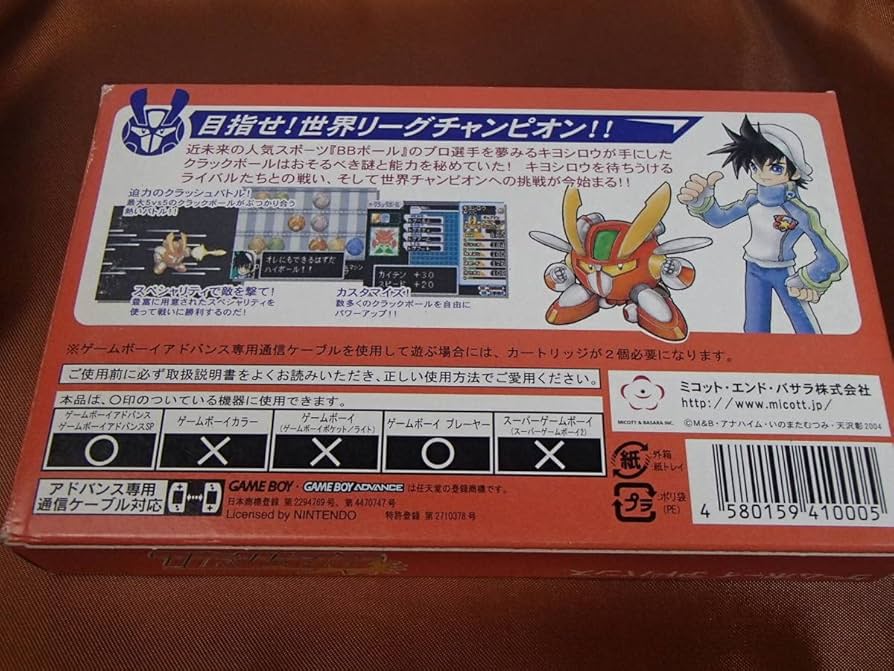 目指せ!世界リーグチャンピオン!!
近未来の人気スポーツ『BBボール』のプロ選手を夢みるキヨシロウが手にした
クラックボールはおそるべき謎と能力を秘めていた! キヨシロウを待ちうける
ライバルたちとの戦い、そして世界チャンピオンへの挑戦が今始まる!!
迫力のクラッシュバトル!
最大5vs5のクラックボールがぶつかり合う
熱いバトル!!
オレにもできるはずだ
ハイボール!!
カイテン +30
スピード +20
スペシャリティで敵を撃て!
豊富に用意されたスペシャリティを
使って戦いに勝利するのだ!
カスタマイズ!
数多くのクラックボールを自由に
パワーアップ!!
※ゲームボーイアドバンス専用通信ケーブルを使用して遊ぶ場合には、カートリッジが2個必要になります。
ご使用前に必ず取扱説明書をよくお読みいただき、正しい使用方法でご愛用ください。
本品は、○印のついている機器に使用できます。
ゲームボーイアドバンス
ゲームボーイアドバンスSP
ゲームボーイカラー
ゲームボーイ
(ゲームボーイポケット/ライト)
ゲームボーイ プレーヤー
スーパーゲームボーイ
(スーパーゲームボーイ2)
○ × × ○ ×
アドバンス専用
通信ケーブル対応
GAME BOY・GAME BOY ADVANCE は任天堂の登録商標です。
日本商標登録 第2294769号、第4470747号
Licensed by NINTENDO 特許登録 第2710378号
MICOTT & BASARA INC.
ミコット・エンド・バサラ株式会社
http://www.micott.jp/
©M&B・アナハイム・いのまたむつみ・天沢彰 2004
紙
:外箱
:紙トレイ
プラ
:ポリ袋
(PE)
4 580159 410005
ゲームボーイ アドバンス